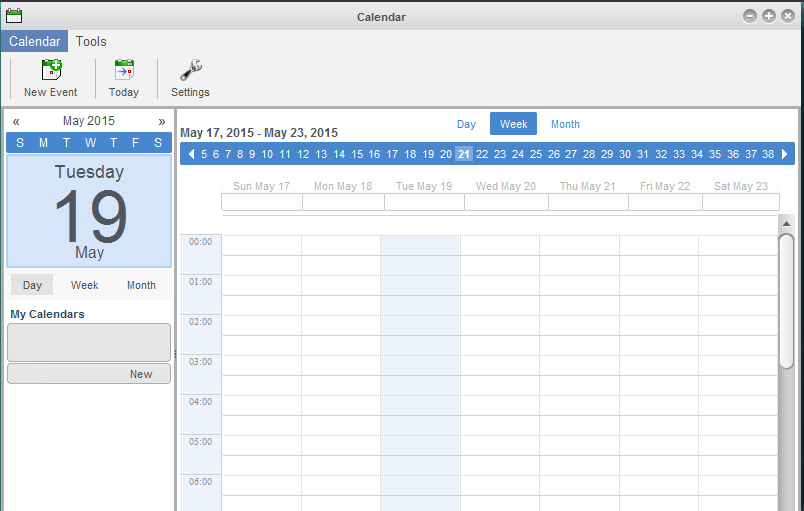 Calendar
Calendar Tools
New Event Today Settings
« May 2015 »
S M T W T F S
Tuesday
19
May
Day Week Month
My Calendars
New
Day Week Month
May 17, 2015 - May 23, 2015
5 6 7 8 9 10 11 12 13 14 15 16 17 18 19 20 21 22 23 24 25 26 27 28 29 30 31 32 33 34 35 36 37 38
Sun May 17 Mon May 18 Tue May 19 Wed May 20 Thu May 21 Fri May 22 Sat May 23
00:00
01:00
02:00
03:00
04:00
05:00
06:00